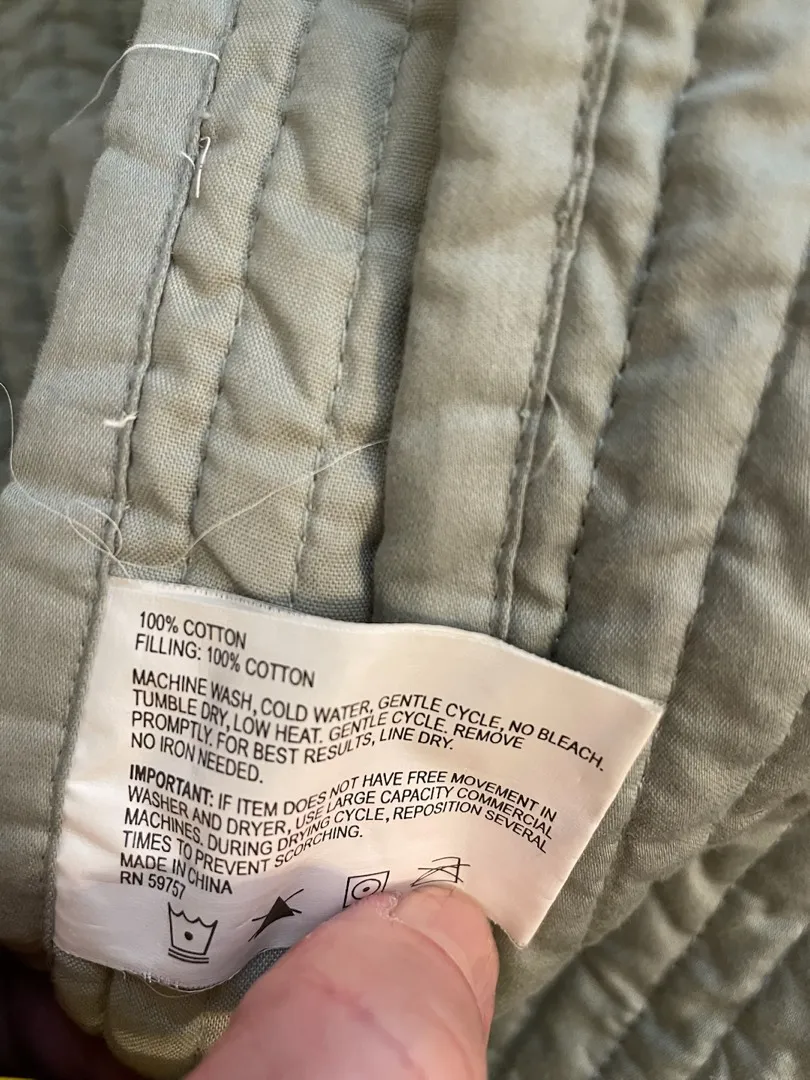 100% COTTON
FILLING: 100% COTTON
MACHINE WASH, COLD WATER, GENTLE CYCLE, NO BLEACH.
TUMBLE DRY, LOW HEAT. GENTLE CYCLE. REMOVE
PROMPTLY. FOR BEST RESULTS, LINE DRY.
NO IRON NEEDED.
IMPORTANT: IF ITEM DOES NOT HAVE FREE MOVEMENT IN
WASHER AND DRYER, USE LARGE CAPACITY COMMERCIAL
MACHINES. DURING DRYING CYCLE, REPOSITION SEVERAL
TIMES TO PREVENT SCORCHING.
MADE IN CHINA
RN 59757